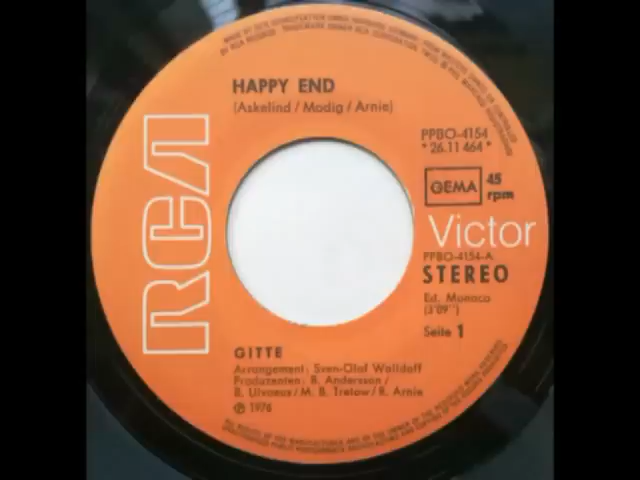 HAPPY END
(Askelind / Modig / Arnie)
PPBO-4154
* 26.11 464 *
GEMA
45
rpm
RCA
Victor
PPBO-4154-A
STEREO
Ed. Monaco
(3'09'')
Seite 1
GITTE
Arrangement: Sven-Olof Walldoff
Produzenten: B. Andersson /
B. Ulvaeus / M. B. Tretow / R. Arnie
℗ 1976